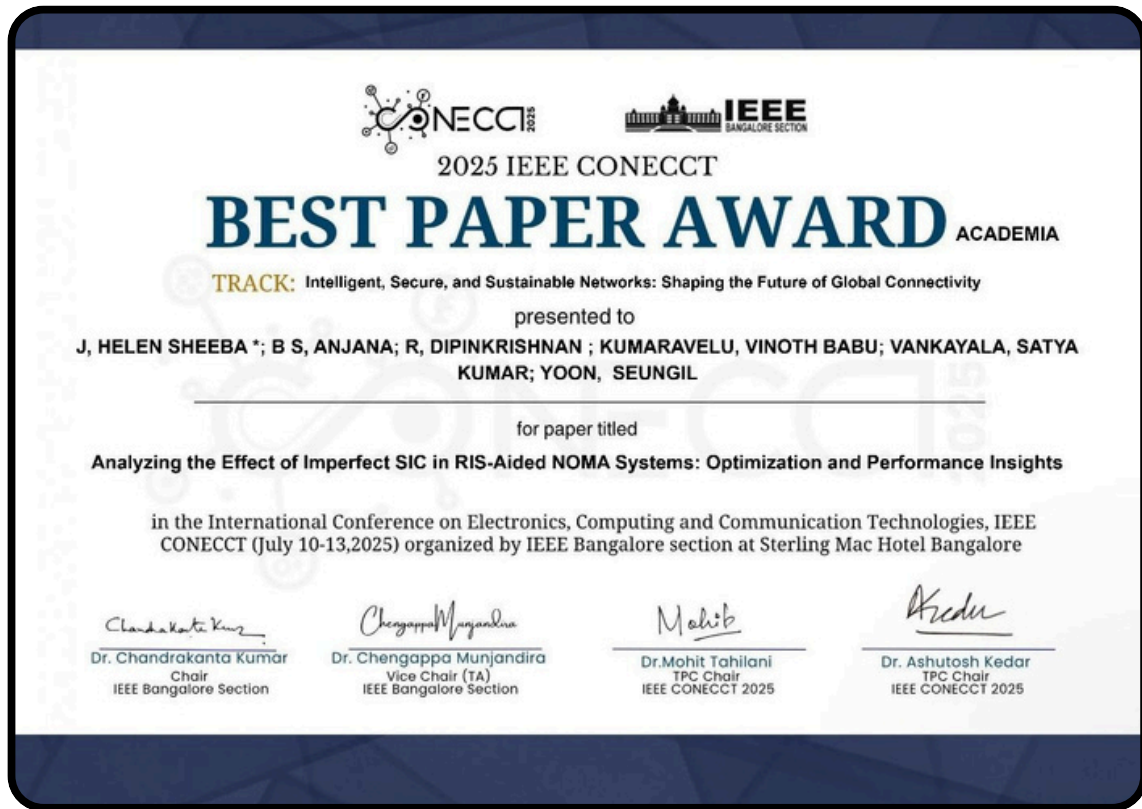 CONECCT 2025
IEEE
BANGALORE SECTION
2025 IEEE CONECCT
BEST PAPER AWARD ACADEMIA
TRACK: Intelligent, Secure, and Sustainable Networks: Shaping the Future of Global Connectivity
presented to
J, HELEN SHEEBA *; B S, ANJANA; R, DIPINKRISHNAN ; KUMARAVELU, VINOTH BABU; VANKAYALA, SATYA
KUMAR; YOON, SEUNGIL
for paper titled
Analyzing the Effect of Imperfect SIC in RIS-Aided NOMA Systems: Optimization and Performance Insights
in the International Conference on Electronics, Computing and Communication Technologies, IEEE
CONECCT (July 10-13,2025) organized by IEEE Bangalore section at Sterling Mac Hotel Bangalore
Chandrakanta Kumar
Chengappa Munjandira
Mohit
AKedar
Dr. Chandrakanta Kumar
Chair
IEEE Bangalore Section
Dr. Chengappa Munjandira
Vice Chair (TA)
IEEE Bangalore Section
Dr.Mohit Tahilani
TPC Chair
IEEE CONECCT 2025
Dr. Ashutosh Kedar
TPC Chair
IEEE CONECCT 2025